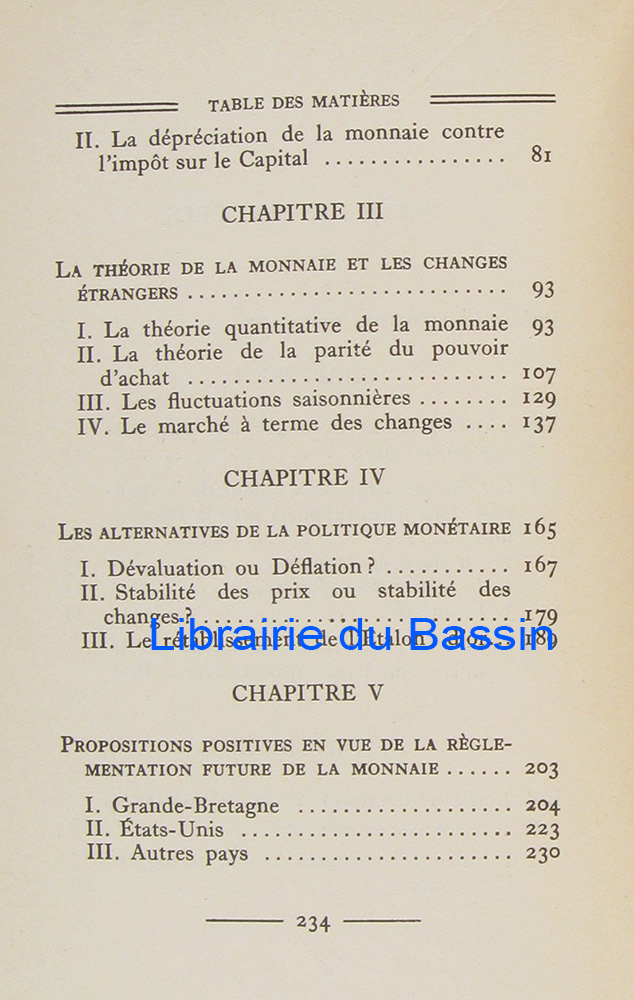 TABLE DES MATIÈRES
II. La dépréciation de la monnaie contre
l'impôt sur le Capital ................ 81
CHAPITRE III
LA THÉORIE DE LA MONNAIE ET LES CHANGES
ÉTRANGERS ............................. 93
I. La théorie quantitative de la monnaie 93
II. La théorie de la parité du pouvoir
d'achat ............................. 107
III. Les fluctuations saisonnières ........ 129
IV. Le marché à terme des changes .... 137
CHAPITRE IV
LES ALTERNATIVES DE LA POLITIQUE MONÉTAIRE 165
I. Dévaluation ou Déflation ? ........... 167
II. Stabilité des prix ou stabilité des
changes ? ........................... 179
III. Le rétablissement de l'Étalon d'or... 189
Librairie du Bassin
CHAPITRE V
PROPOSITIONS POSITIVES EN VUE DE LA RÈGLE-
MENTATION FUTURE DE LA MONNAIE ...... 203
I. Grande-Bretagne ................... 204
II. États-Unis ........................ 223
III. Autres pays ...................... 230
234